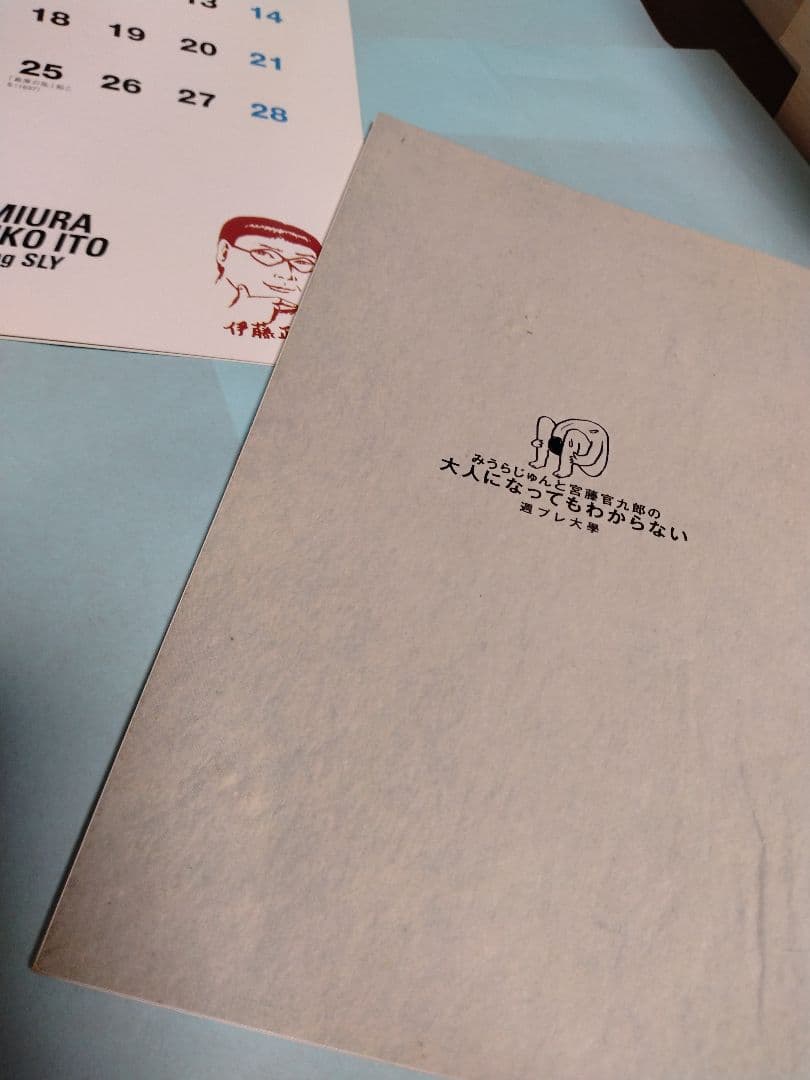 13 14
18 19 20 21
25 26 27 28
MIURA
KO ITO
g SLY
伊藤
みうらじゅんと宮藤官九郎の
大人になってもわからない
週プレ大學